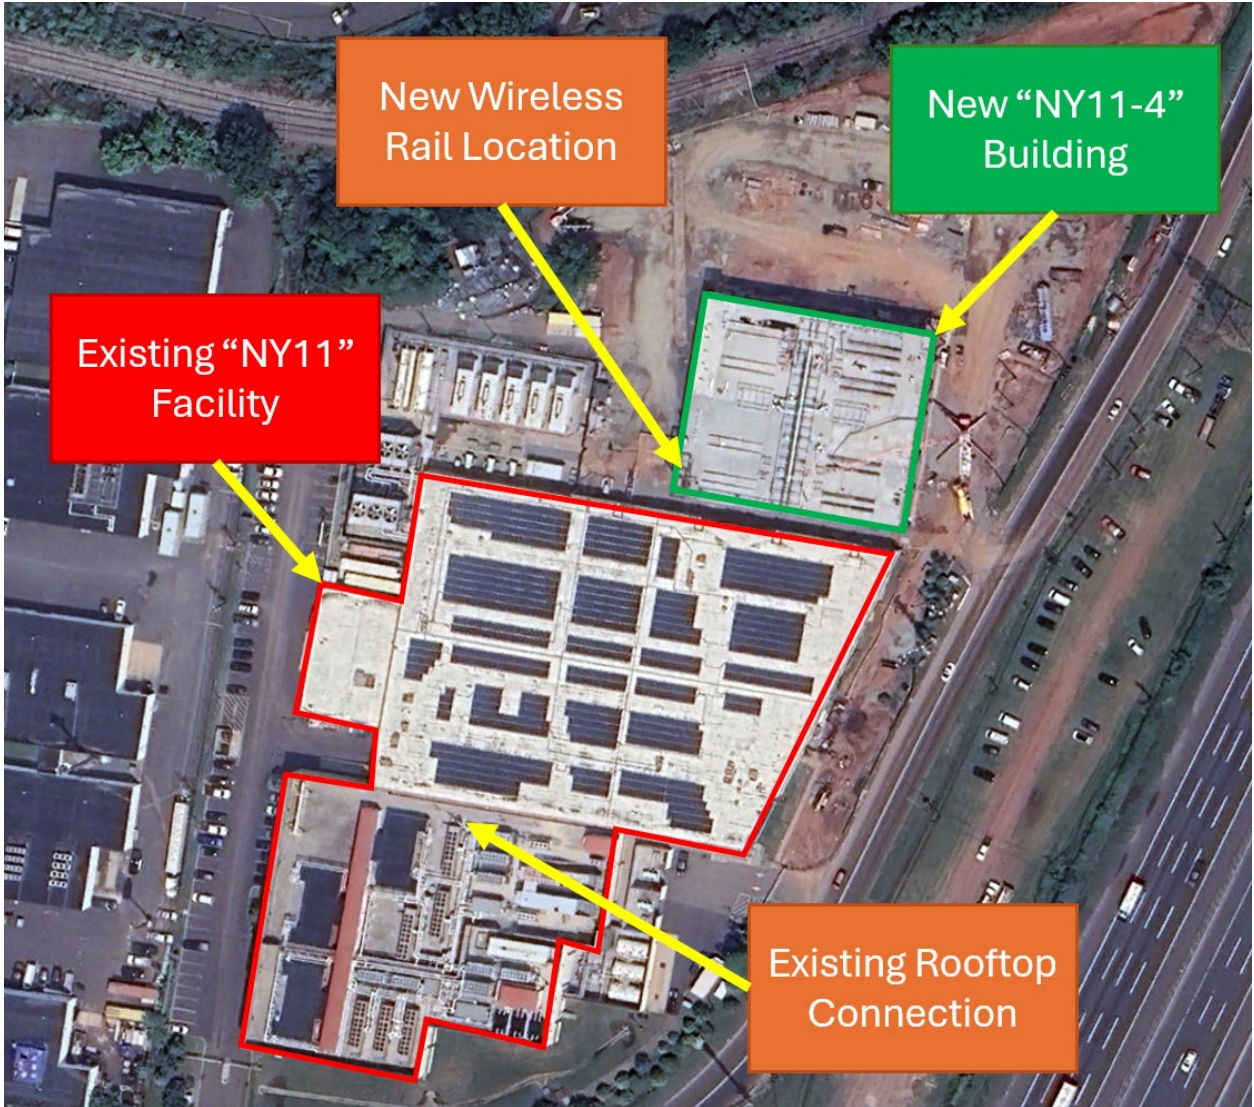 New Wireless
Rail Location
New “NY11-4”
Building
Existing “NY11”
Facility
Existing Rooftop
Connection